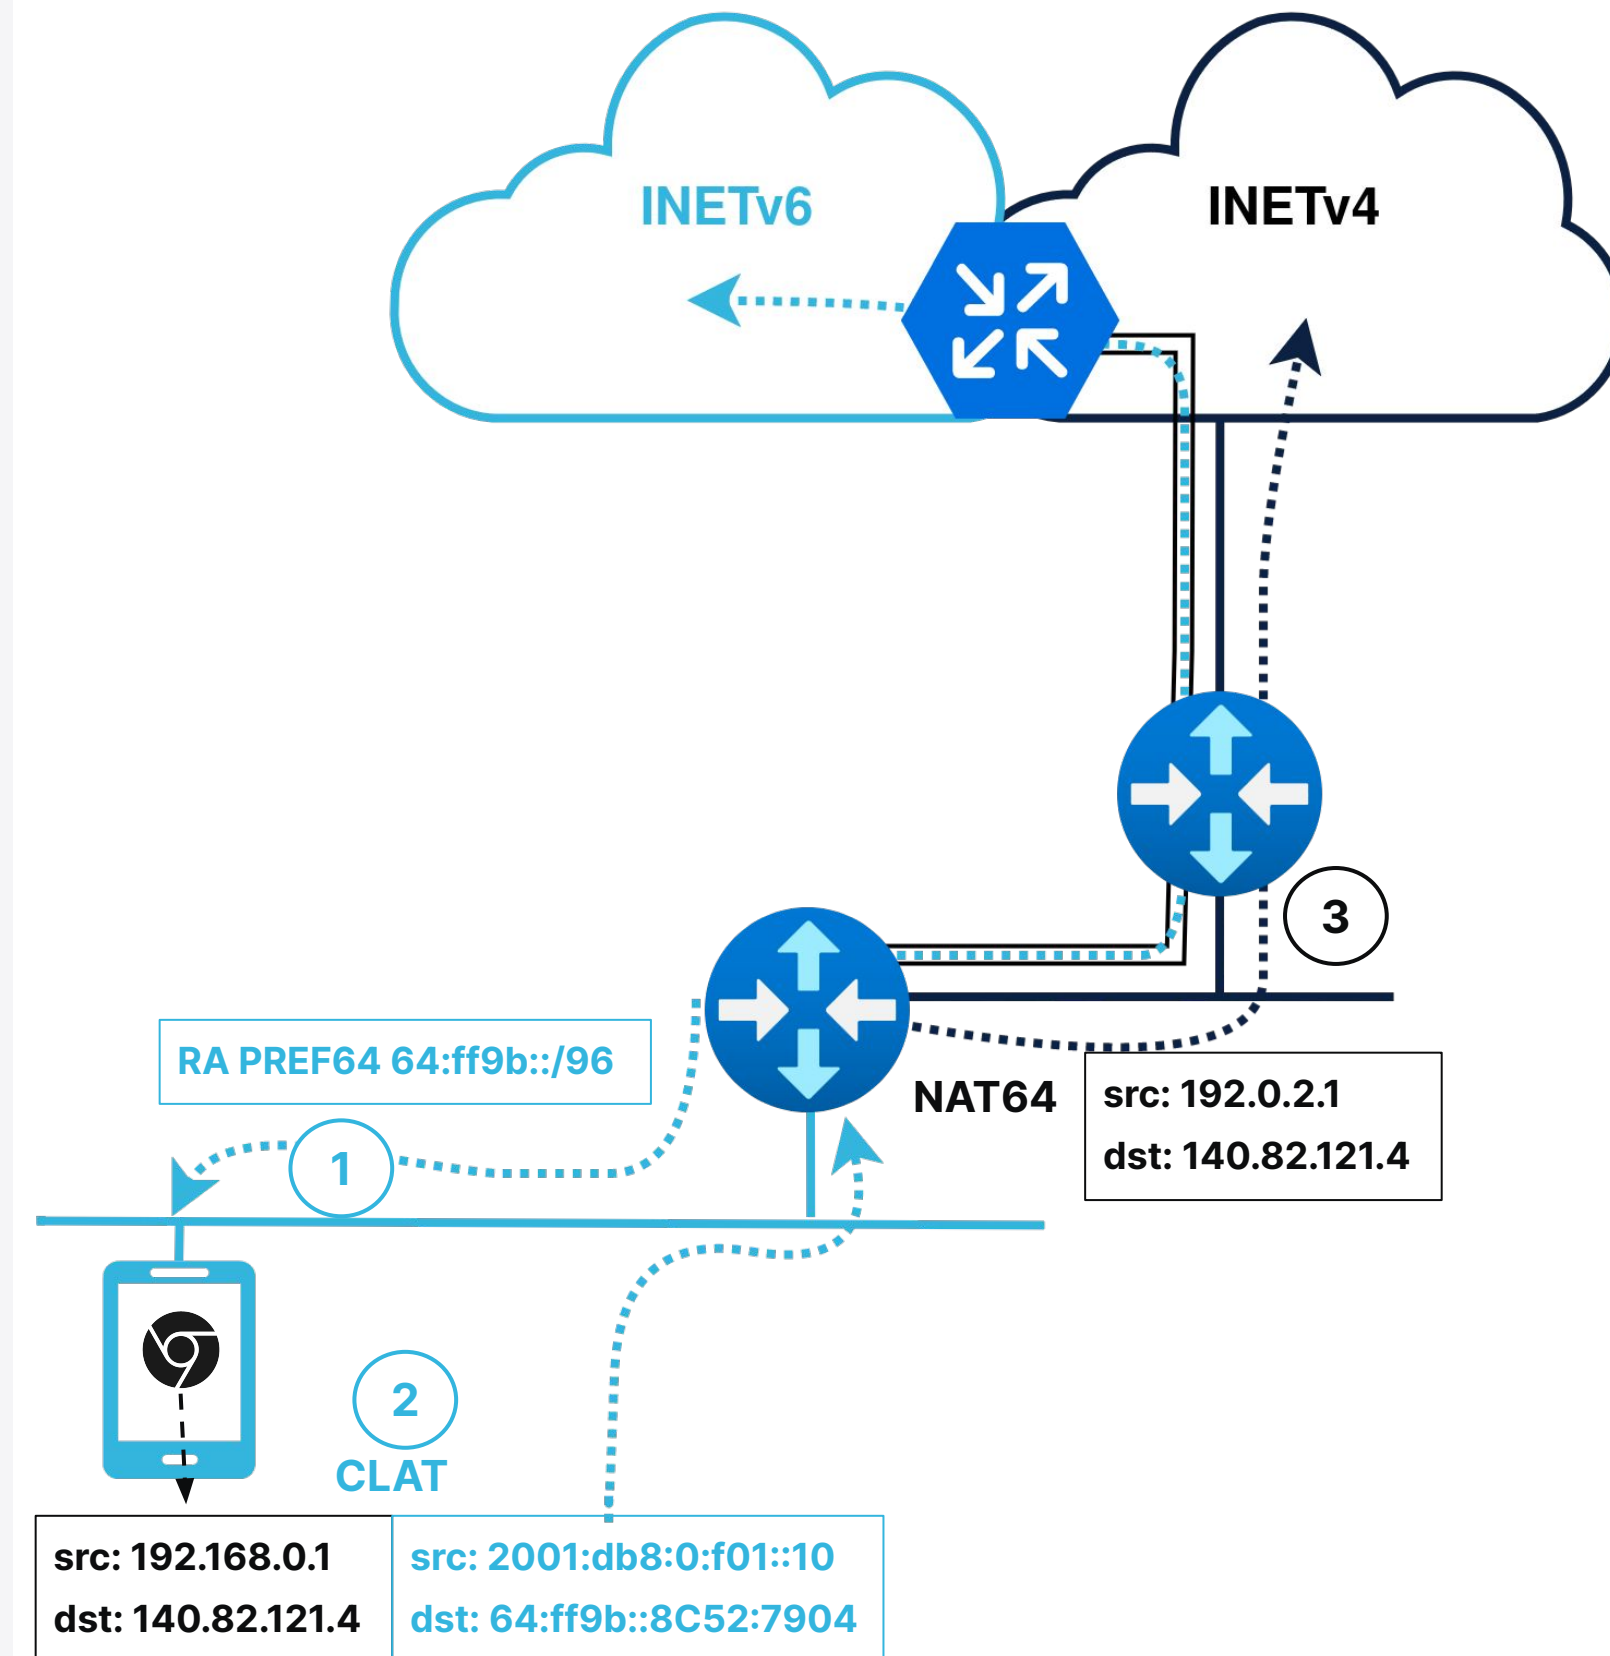 INETv6
INETv4
3
RA PREF64 64:ff9b::/96
NAT64
src: 192.0.2.1
dst: 140.82.121.4
1
2
CLAT
src: 192.168.0.1
dst: 140.82.121.4
src: 2001:db8:0:f01::10
dst: 64:ff9b::8C52:7904